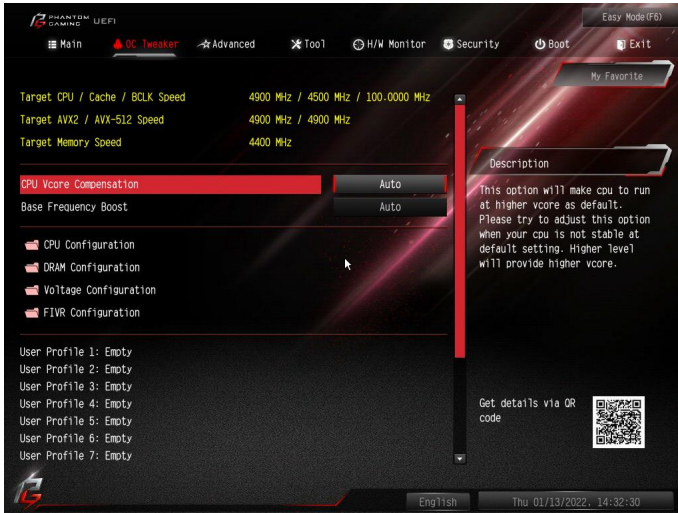 PHANTOM GAMING UEFI
Easy Mode(F6)
Main OC Tweaker Advanced Tool H/W Monitor Security Boot Exit
My Favorite
Target CPU / Cache / BCLK Speed 4900 MHz / 4500 MHz / 100.0000 MHz
Target AVX2 / AVX-512 Speed 4900 MHz / 4900 MHz
Target Memory Speed 4400 MHz
CPU Vcore Compensation Auto
Base Frequency Boost Auto
CPU Configuration
DRAM Configuration
Voltage Configuration
FIVR Configuration
User Profile 1: Empty
User Profile 2: Empty
User Profile 3: Empty
User Profile 4: Empty
User Profile 5: Empty
User Profile 6: Empty
User Profile 7: Empty
Description
This option will make cpu to run
at higher vcore as default.
Please try to adjust this option
when your cpu is not stable at
default setting. Higher level
will provide higher vcore.
Get details via QR
code
English
Thu 01/13/2022, 14:32:30